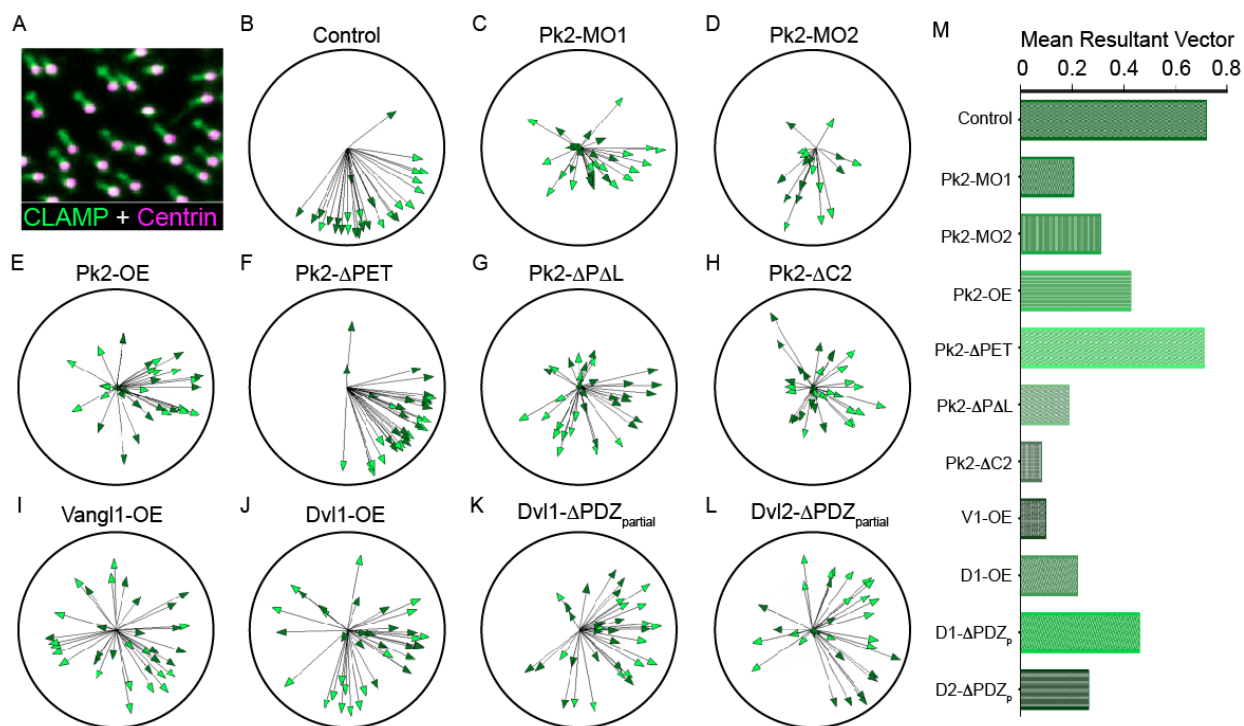 A
CLAMP + Centrin
B
Control
C
Pk2-MO1
D
Pk2-MO2
E
Pk2-OE
F
Pk2-ΔPET
G
Pk2-ΔPΔL
H
Pk2-ΔC2
I
Vangl1-OE
J
Dvl1-OE
K
Dvl1-ΔPDZpartial
L
Dvl2-ΔPDZpartial
M
Mean Resultant Vector
0 0.2 0.4 0.6 0.8
Control
Pk2-MO1
Pk2-MO2
Pk2-OE
Pk2-ΔPET
Pk2-ΔPΔL
Pk2-ΔC2
V1-OE
D1-OE
D1-ΔPDZp
D2-ΔPDZp